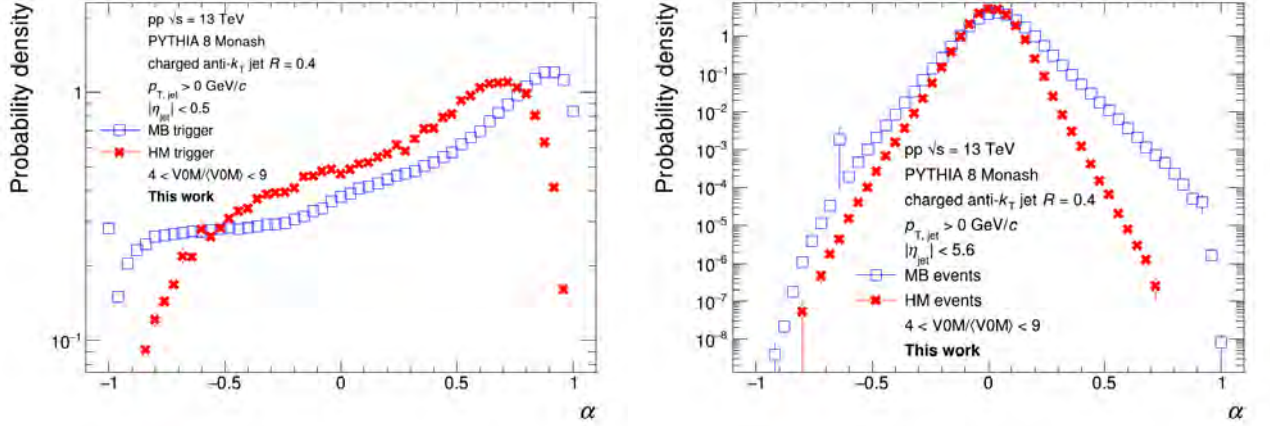 Probability density
pp √s = 13 TeV
PYTHIA 8 Monash
charged anti-kT jet R = 0.4
pT, jet > 0 GeV/c
|ηjet| < 0.5
MB trigger
HM trigger
4 < V0M/⟨V0M⟩ < 9
This work
1
10⁻¹
−1 −0.5 0 0.5 1
α
Probability density
1
10⁻¹
10⁻²
10⁻³
10⁻⁴
10⁻⁵
10⁻⁶
10⁻⁷
10⁻⁸
pp √s = 13 TeV
PYTHIA 8 Monash
charged anti-kT jet R = 0.4
pT, jet > 0 GeV/c
|ηjet| < 5.6
MB events
HM events
4 < V0M/⟨V0M⟩ < 9
This work
−1 −0.5 0 0.5 1
α